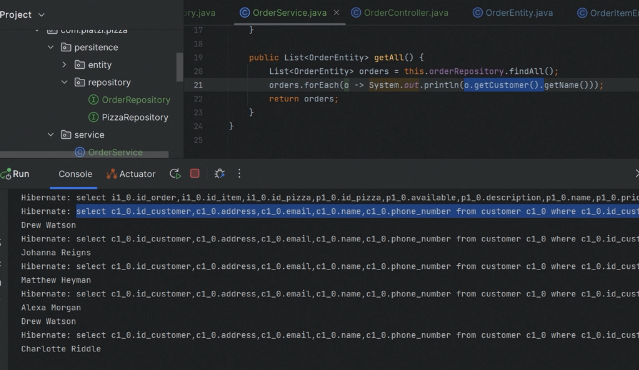 Project
com.platzi.pizza
persitence
entity
repository
OrderRepository
PizzaRepository
service
OrderService
ry.java
OrderService.java
OrderController.java
OrderEntity.java
OrderItemE
17 }
18
19 public List<OrderEntity> getAll() {
20 List<OrderEntity> orders = this.orderRepository.findAll();
21 orders.forEach(o -> System.out.println(o.getCustomer().getName()));
22 return orders;
23 }
24 }
25
Run
Console
Actuator
Hibernate: select i1_0.id_order,i1_0.id_item,i1_0.id_pizza,p1_0.id_pizza,p1_0.available,p1_0.description,p1_0.name,p1_0.pric
Hibernate: select c1_0.id_customer,c1_0.address,c1_0.email,c1_0.name,c1_0.phone_number from customer c1_0 where c1_0.id_cust
Drew Watson
Hibernate: select c1_0.id_customer,c1_0.address,c1_0.email,c1_0.name,c1_0.phone_number from customer c1_0 where c1_0.id_cust
Johanna Reigns
Hibernate: select c1_0.id_customer,c1_0.address,c1_0.email,c1_0.name,c1_0.phone_number from customer c1_0 where c1_0.id_cust
Matthew Heyman
Hibernate: select c1_0.id_customer,c1_0.address,c1_0.email,c1_0.name,c1_0.phone_number from customer c1_0 where c1_0.id_cust
Alexa Morgan
Drew Watson
Hibernate: select c1_0.id_customer,c1_0.address,c1_0.email,c1_0.name,c1_0.phone_number from customer c1_0 where c1_0.id_cust
Charlotte Riddle